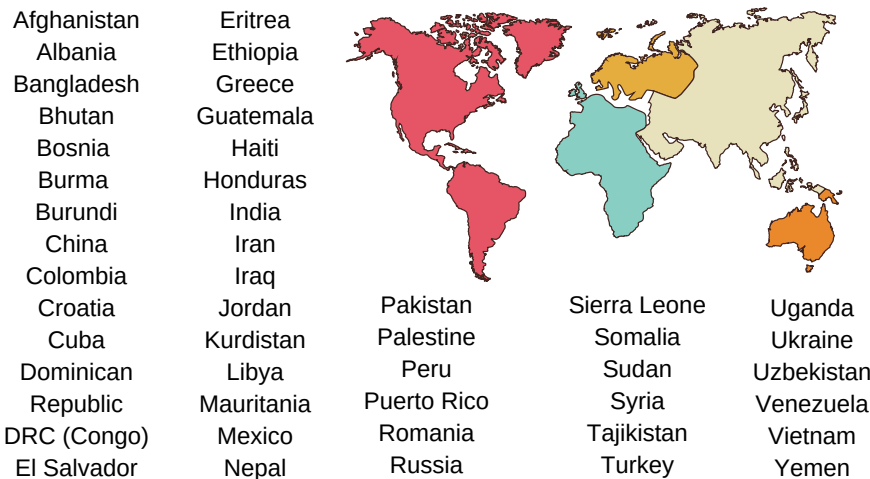 Afghanistan
Albania
Bangladesh
Bhutan
Bosnia
Burma
Burundi
China
Colombia
Croatia
Cuba
Dominican
Republic
DRC (Congo)
El Salvador
Eritrea
Ethiopia
Greece
Guatemala
Haiti
Honduras
India
Iran
Iraq
Jordan
Kurdistan
Libya
Mauritania
Mexico
Nepal
Pakistan
Palestine
Peru
Puerto Rico
Romania
Russia
Sierra Leone
Somalia
Sudan
Syria
Tajikistan
Turkey
Uganda
Ukraine
Uzbekistan
Venezuela
Vietnam
Yemen